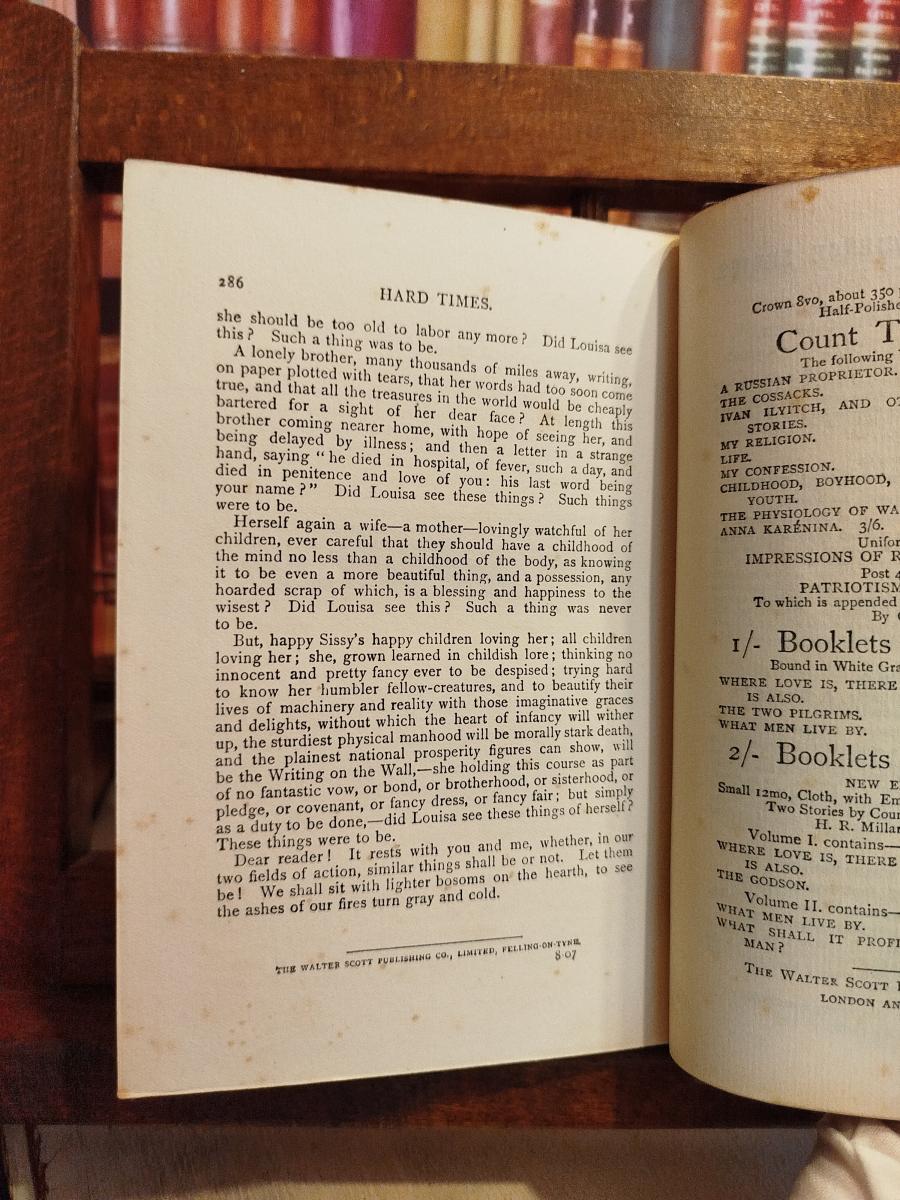 286
HARD TIMES.
she should be too old to labor any more? Did Louisa see
this? Such a thing was to be.
A lonely brother, many thousands of miles away, writing,
on paper plotted with tears, that her words had too soon come
true, and that all the treasures in the world would be cheaply
bartered for a sight of her dear face? At length this
brother coming nearer home, with hope of seeing her, and
being delayed by illness; and then a letter in a strange
hand, saying "he died in hospital, of fever, such a day, and
died in penitence and love of you: his last word being
your name?" Did Louisa see these things? Such things
were to be.
Herself again a wife—a mother—lovingly watchful of her
children, ever careful that they should have a childhood of
the mind no less than a childhood of the body, as knowing
it to be even a more beautiful thing, and a possession, any
hoarded scrap of which, is a blessing and happiness to the
wisest? Did Louisa see this? Such a thing was never
to be.
But, happy Sissy's happy children loving her; all children
loving her; she, grown learned in childish lore; thinking no
innocent and pretty fancy ever to be despised; trying hard
to know her humbler fellow-creatures, and to beautify their
lives of machinery and reality with those imaginative graces
and delights, without which the heart of infancy will wither
up, the sturdiest physical manhood will be morally stark death,
and the plainest national prosperity figures can show, will
be the Writing on the Wall,—she holding this course as part
of no fantastic vow, or bond, or brotherhood, or sisterhood, or
pledge, or covenant, or fancy dress, or fancy fair; but simply
as a duty to be done,—did Louisa see these things of herself?
These things were to be.
Dear reader! It rests with you and me, whether, in our
two fields of action, similar things shall be or not. Let them
be! We shall sit with lighter bosoms on the hearth, to see
the ashes of our fires turn gray and cold.
THE WALTER SCOTT PUBLISHING CO., LIMITED, FELLING-ON-TYNE.
8·07
Crown 8vo, about 350
Half-Polishe
Count T
The following
A RUSSIAN PROPRIETOR.
THE COSSACKS.
IVAN ILYITCH, AND OT
STORIES.
MY RELIGION.
LIFE.
MY CONFESSION.
CHILDHOOD, BOYHOOD,
YOUTH.
THE PHYSIOLOGY OF WA
ANNA KARÉNINA. 3/6.
Unifor
IMPRESSIONS OF R
Post 4
PATRIOTISM
To which is appended
By
1/- Booklets
Bound in White Gra
WHERE LOVE IS, THERE
IS ALSO.
THE TWO PILGRIMS.
WHAT MEN LIVE BY.
2/- Booklets
NEW E
Small 12mo, Cloth, with Em
Two Stories by Coun
H. R. Millar
Volume I. contains—
WHERE LOVE IS, THERE
IS ALSO.
THE GODSON.
Volume II. contains—
WHAT MEN LIVE BY.
WHAT SHALL IT PROFI
MAN?
THE WALTER SCOTT
LONDON AN